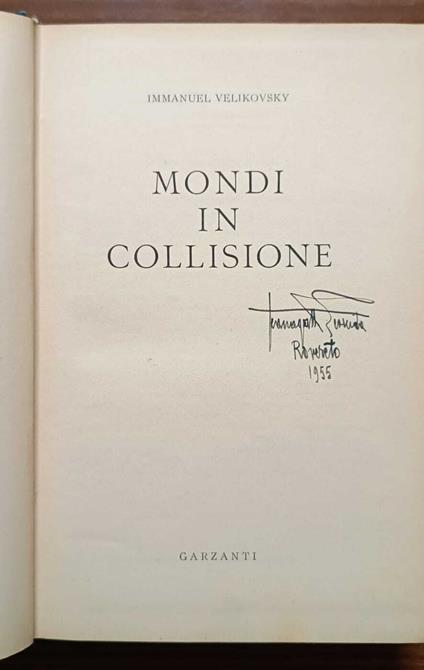 IMMANUEL VELIKOVSKY
MONDI
IN
COLLISIONE
Rovereto
1955
GARZANTI